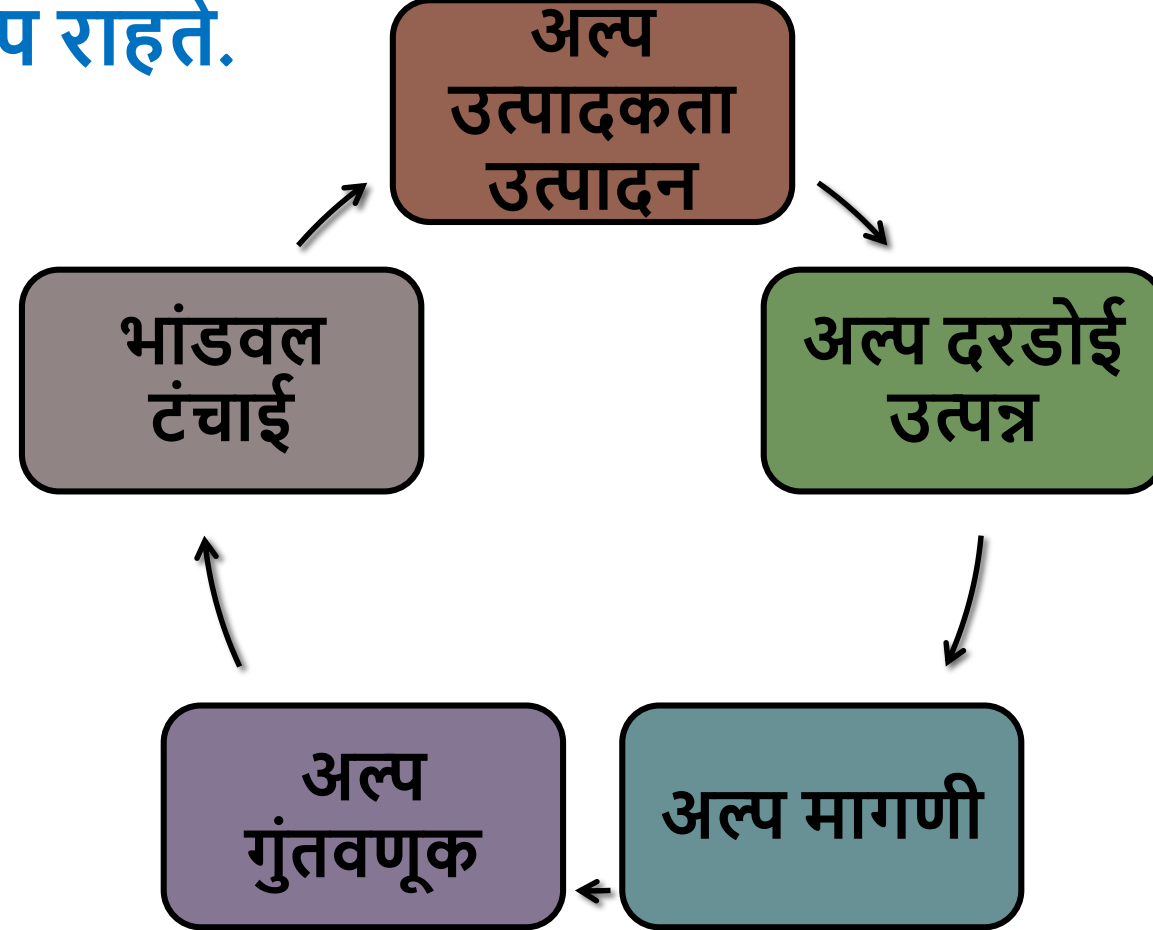 प राहते.
अल्प
उत्पादकता
उत्पादन
अल्प दरडोई
उत्पन्न
अल्प मागणी
अल्प
गुंतवणूक
भांडवल
टंचाई